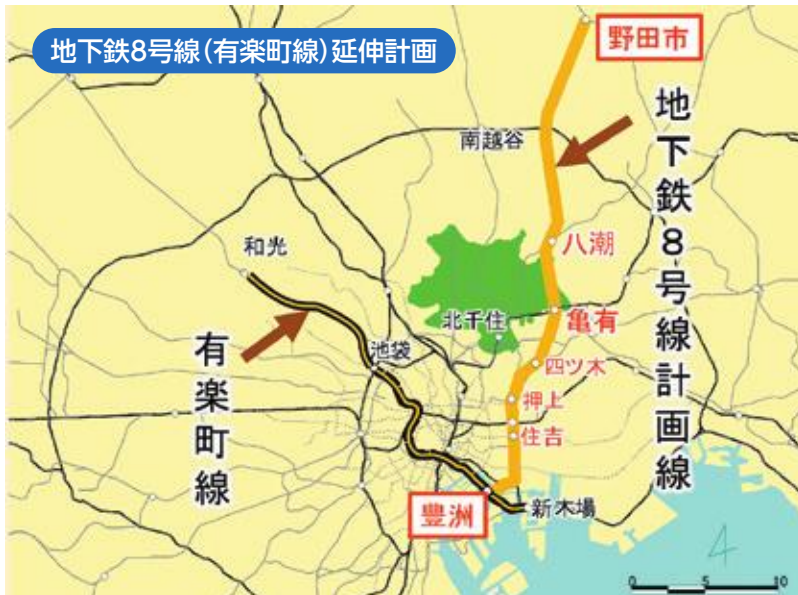 地下鉄8号線(有楽町線)延伸計画
野田市
地下鉄8号線計画線
南越谷
八潮
和光
北千住
亀有
池袋
四ツ木
有楽町線
押上
住吉
豊洲
新木場
4
0 5 10